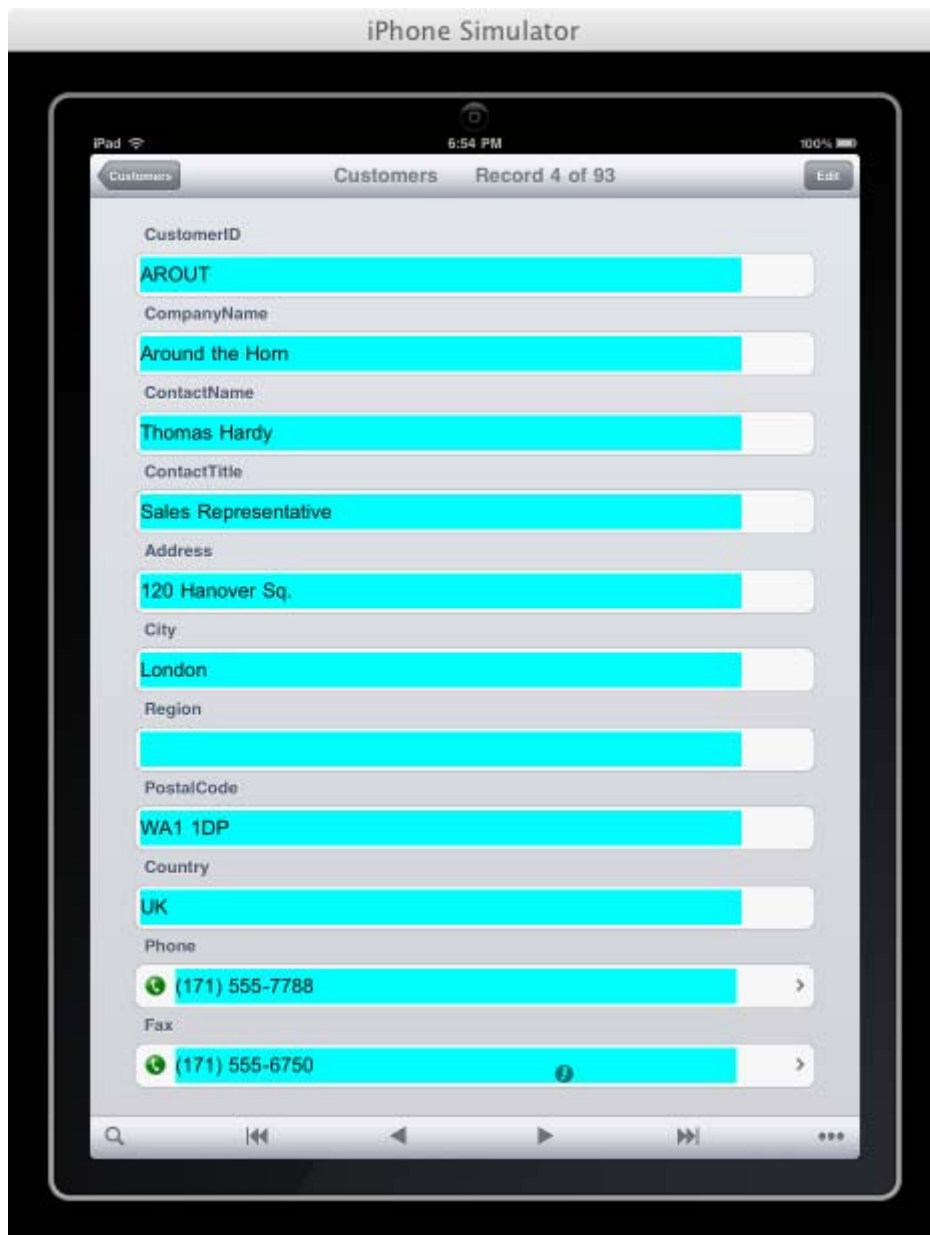 iPhone Simulator
iPad 6:54 PM 100%
Customers Customers Record 4 of 93 Edit
CustomerID
AROUT
CompanyName
Around the Horn
ContactName
Thomas Hardy
ContactTitle
Sales Representative
Address
120 Hanover Sq.
City
London
Region
PostalCode
WA1 1DP
Country
UK
Phone
(171) 555-7788
Fax
(171) 555-6750